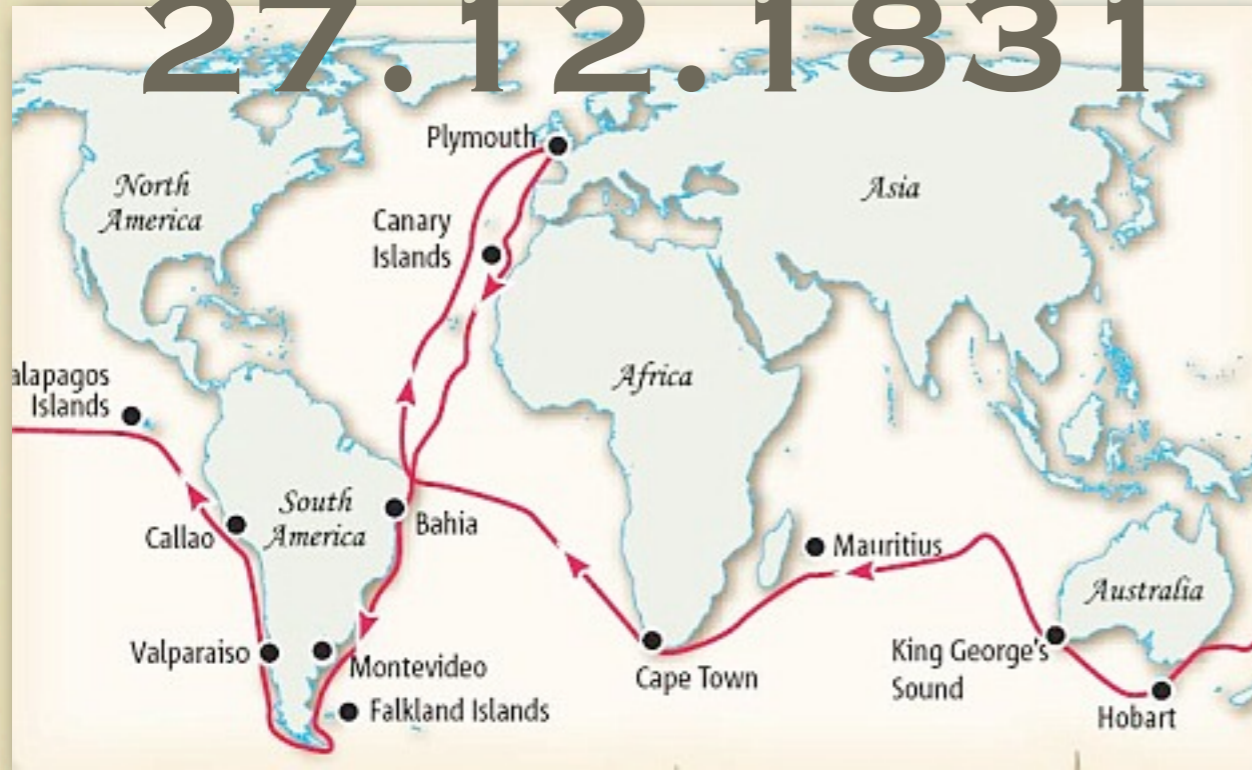 27.12.1831
Plymouth
North
America
Asia
Canary
Islands
Africa
alapagos
Islands
South
America
Callao
Bahia
Mauritius
Australia
Valparaiso
Montevideo
King George's
Sound
Cape Town
Falkland Islands
Hobart